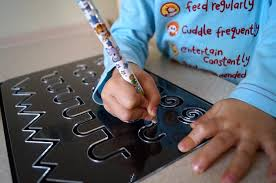 feed regularly
Cuddle frequently
entertain
Constantly